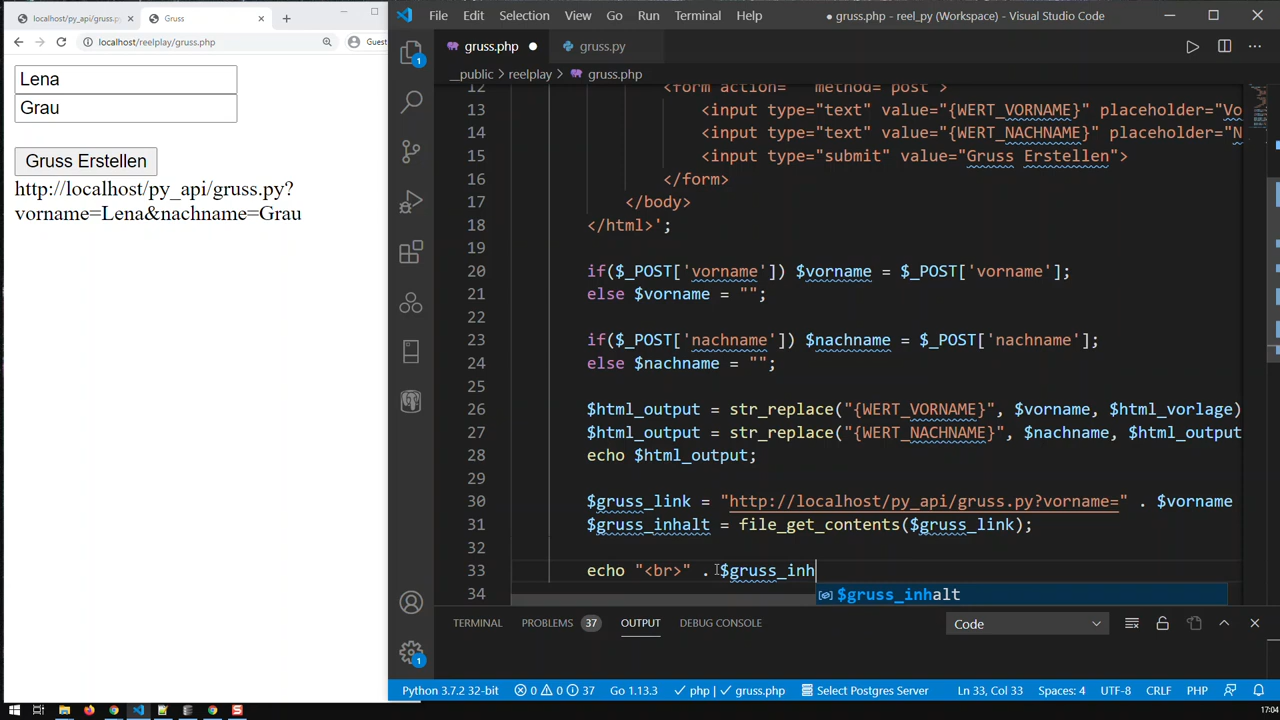 localhost/py_api/gruss.p
Gruss
localhost/reelplay/gruss.php
Guest
Lena
Grau
Gruss Erstellen
http://localhost/py_api/gruss.py?
vorname=Lena&nachname=Grau
File Edit Selection View Go Run Terminal Help
● gruss.php - reel_py (Workspace) - Visual Studio Code
gruss.php
gruss.py
__public > reelplay > gruss.php
12 <form action="" method="post">
13 <input type="text" value="{WERT_VORNAME}" placeholder="Vo
14 <input type="text" value="{WERT_NACHNAME}" placeholder="N
15 <input type="submit" value="Gruss Erstellen">
16 </form>
17 </body>
18 </html>';
19
20 if($_POST['vorname']) $vorname = $_POST['vorname'];
21 else $vorname = "";
22
23 if($_POST['nachname']) $nachname = $_POST['nachname'];
24 else $nachname = "";
25
26 $html_output = str_replace("{WERT_VORNAME}", $vorname, $html_vorlage)
27 $html_output = str_replace("{WERT_NACHNAME}", $nachname, $html_output
28 echo $html_output;
29
30 $gruss_link = "http://localhost/py_api/gruss.py?vorname=" . $vorname
31 $gruss_inhalt = file_get_contents($gruss_link);
32
33 echo "<br>" . $gruss_inh
34
$gruss_inhalt
TERMINAL PROBLEMS 37 OUTPUT DEBUG CONSOLE
Code
1
1
Python 3.7.2 32-bit 0 0 37 Go 1.13.3 php gruss.php Select Postgres Server Ln 33, Col 33 Spaces: 4 UTF-8 CRLF PHP
17:04